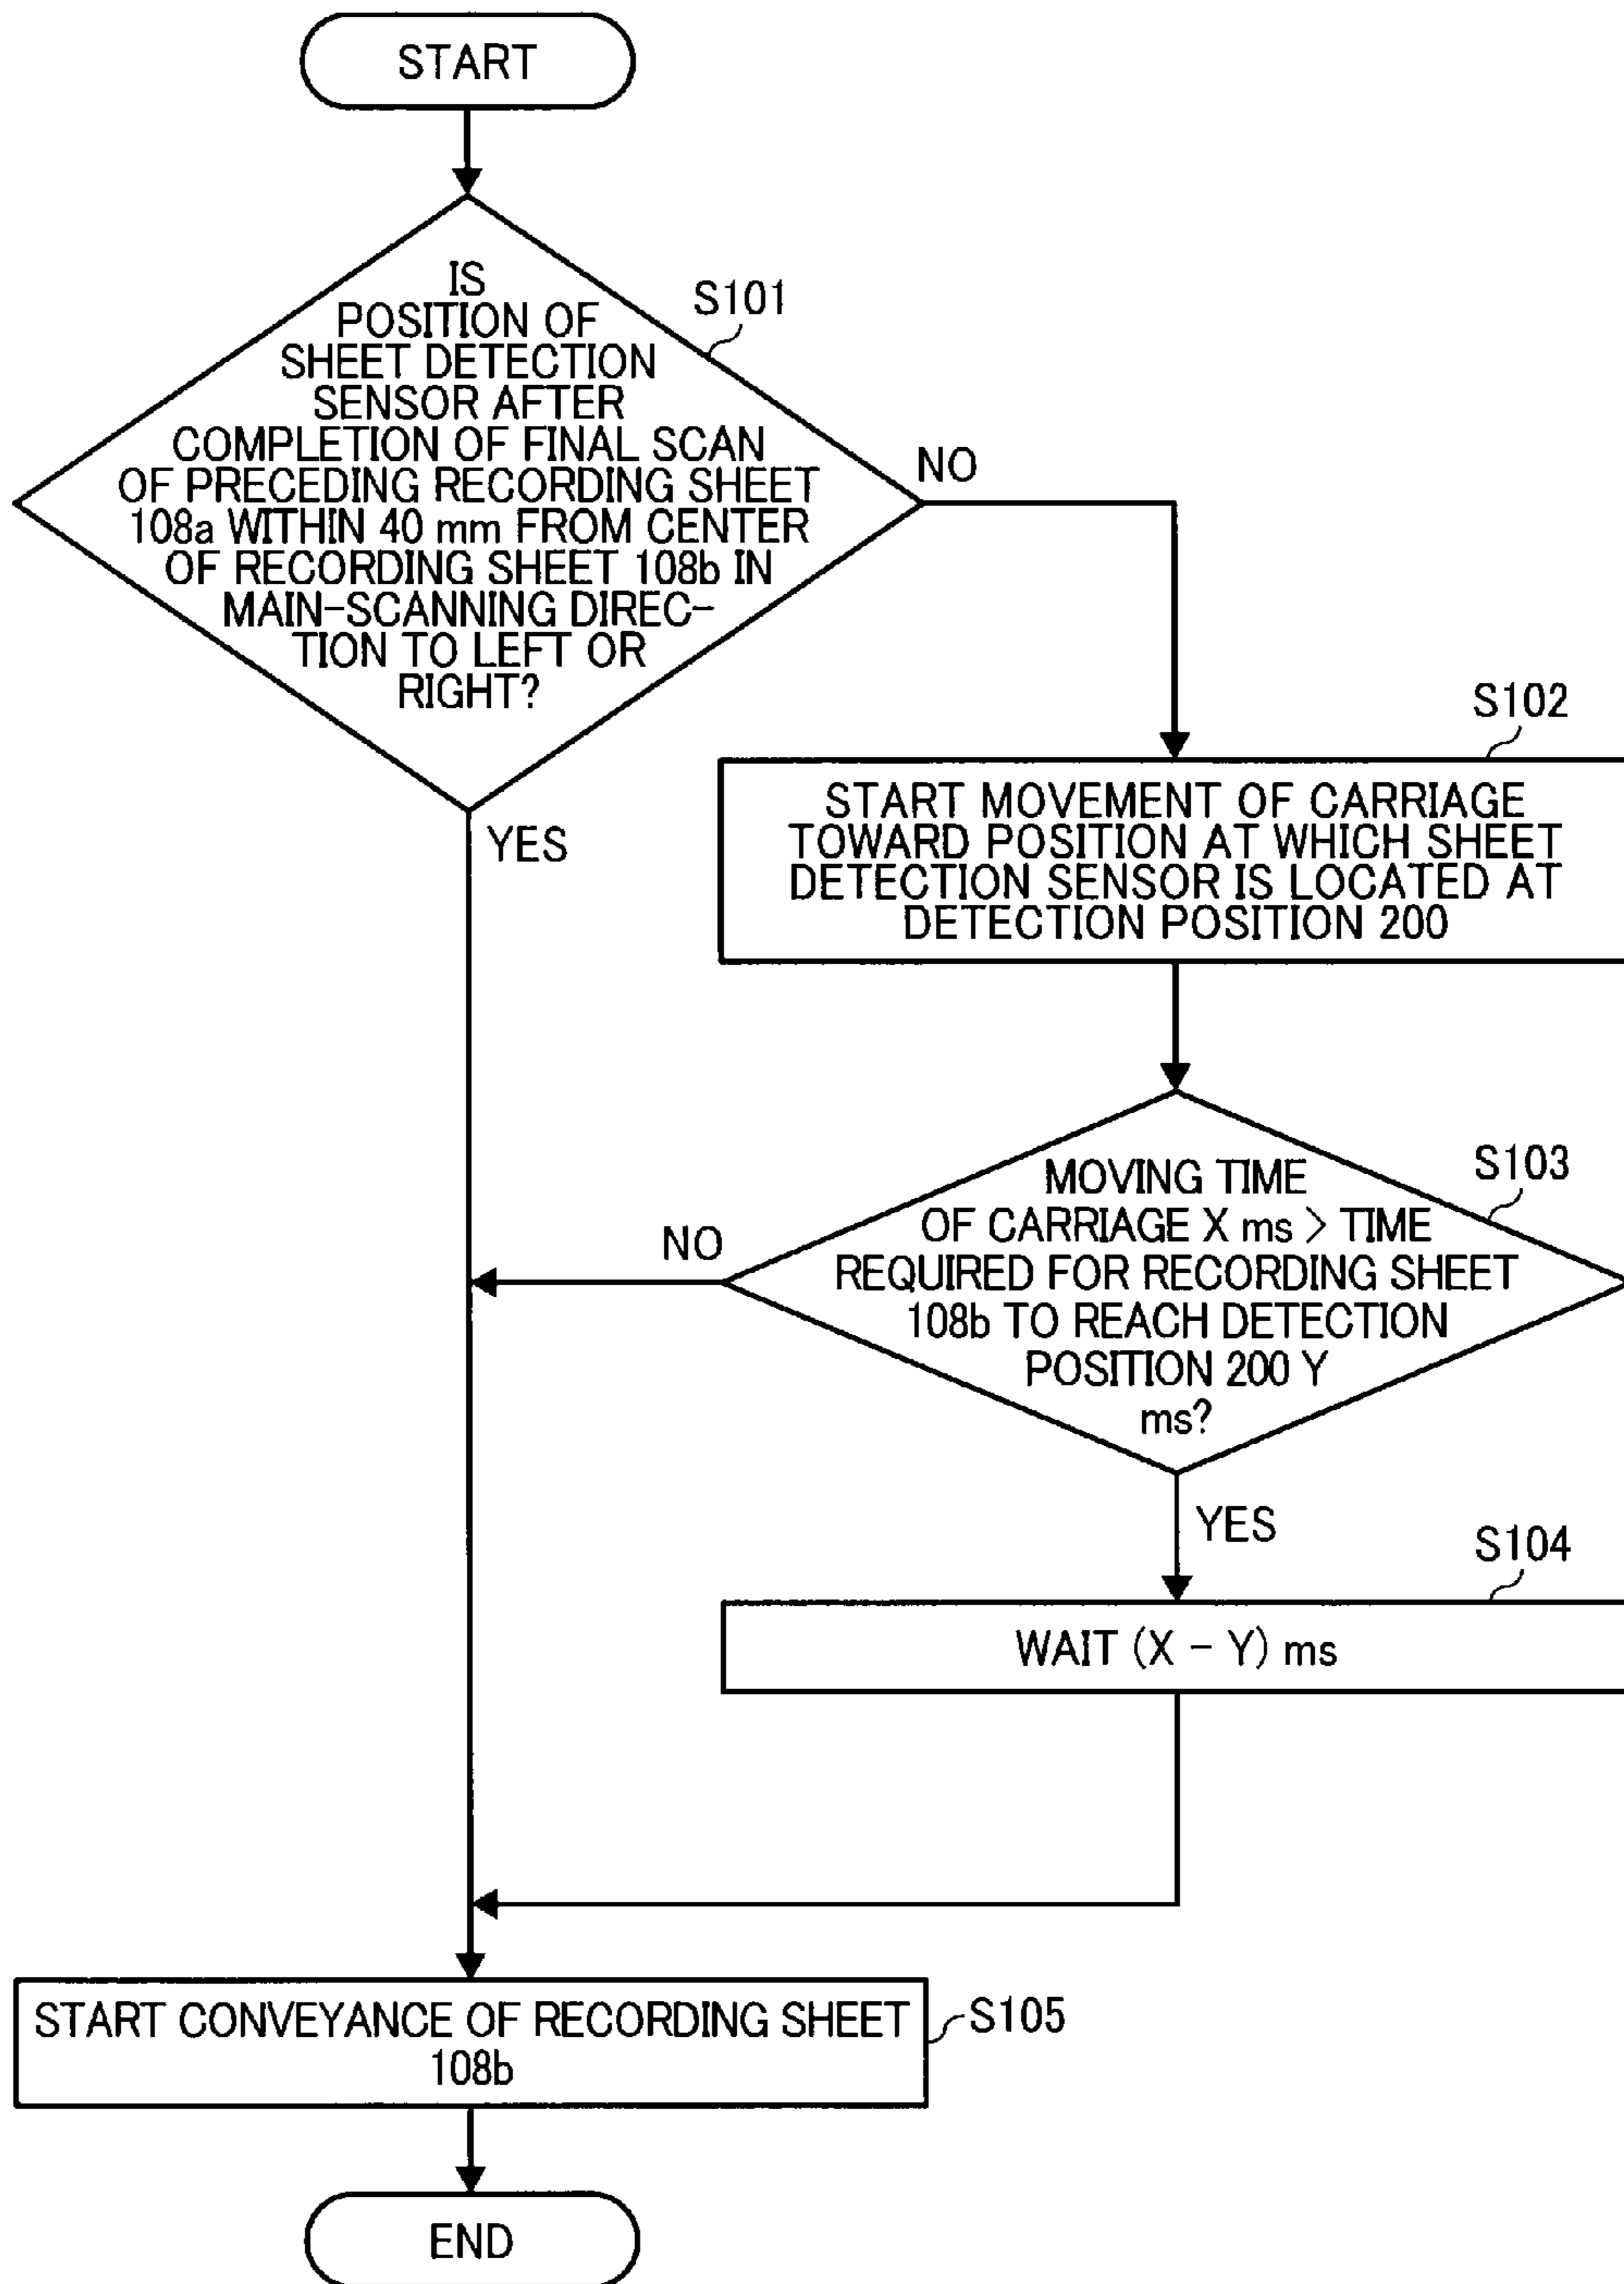 START
IS
POSITION OF
SHEET DETECTION
SENSOR AFTER
COMPLETION OF FINAL SCAN
OF PRECEDING RECORDING SHEET
108a WITHIN 40 mm FROM CENTER
OF RECORDING SHEET 108b IN
MAIN-SCANNING DIREC-
TION TO LEFT OR
RIGHT?
S101
NO
YES
S102
START MOVEMENT OF CARRIAGE
TOWARD POSITION AT WHICH SHEET
DETECTION SENSOR IS LOCATED AT
DETECTION POSITION 200
S103
MOVING TIME
OF CARRIAGE X ms > TIME
REQUIRED FOR RECORDING SHEET
108b TO REACH DETECTION
POSITION 200 Y
ms?
NO
YES
S104
WAIT (X - Y) ms
START CONVEYANCE OF RECORDING SHEET
108b
S105
END